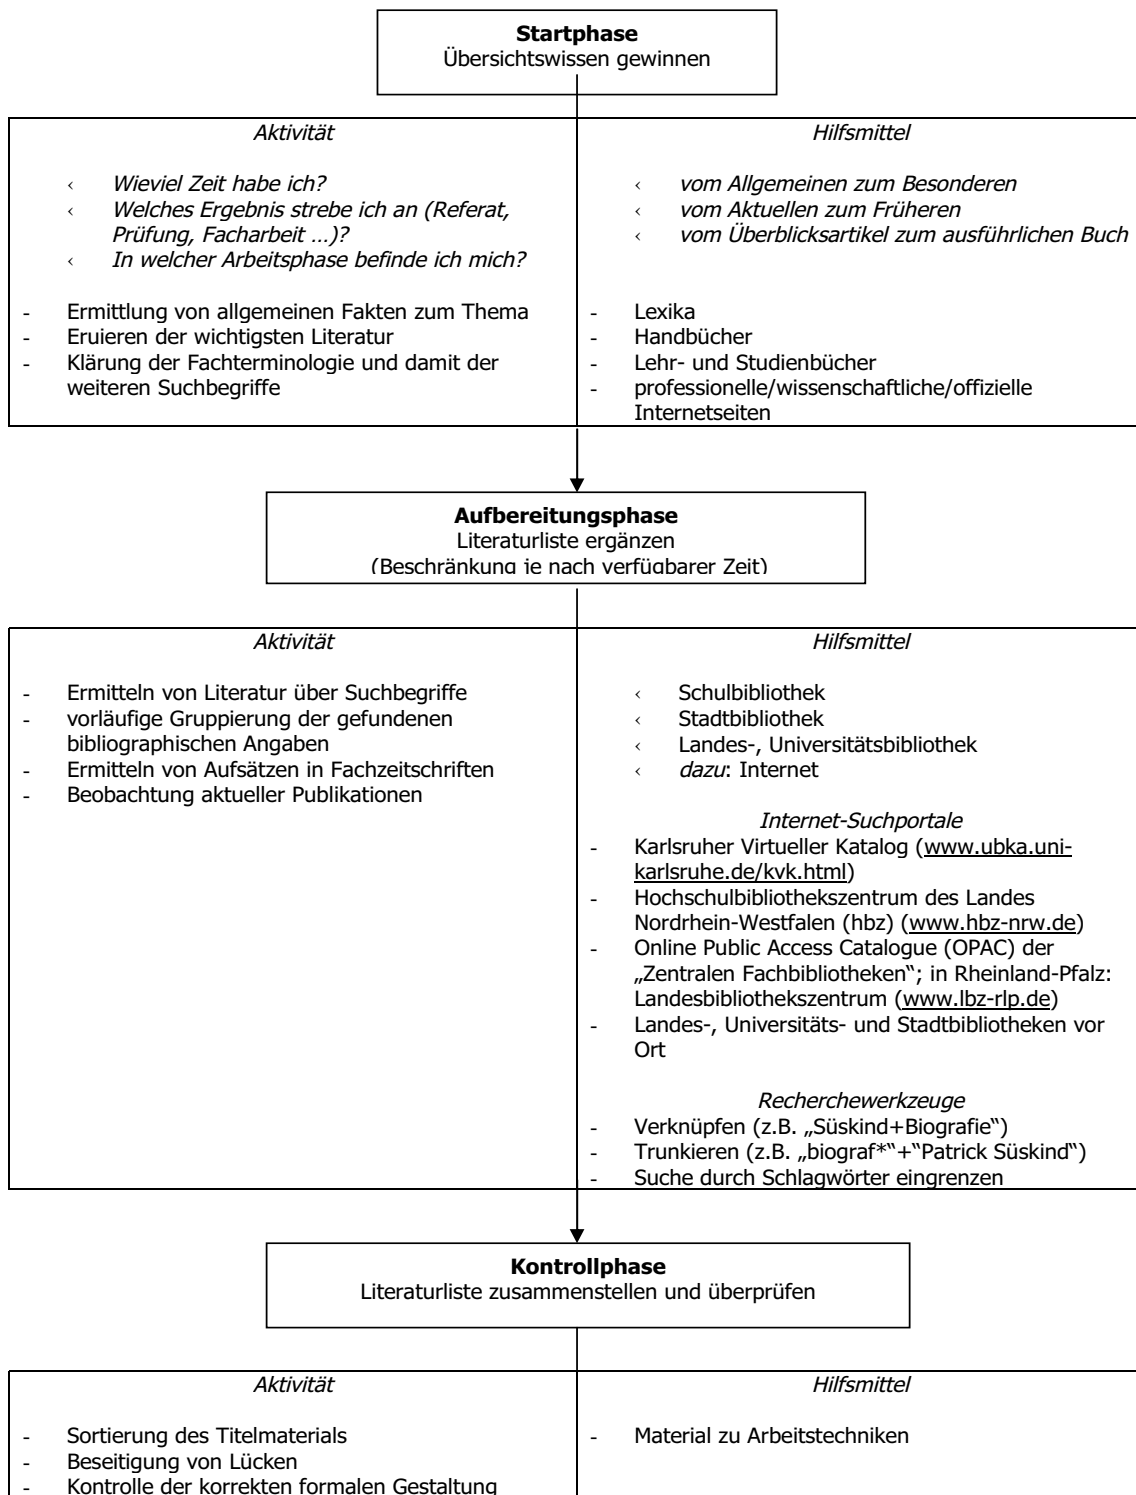 Startphase
Übersichtswissen gewinnen
Aktivität
‹ Wieviel Zeit habe ich?
‹ Welches Ergebnis strebe ich an (Referat,
Prüfung, Facharbeit …)?
‹ In welcher Arbeitsphase befinde ich mich?
- Ermittlung von allgemeinen Fakten zum Thema
- Eruieren der wichtigsten Literatur
- Klärung der Fachterminologie und damit der
weiteren Suchbegriffe
Hilfsmittel
‹ vom Allgemeinen zum Besonderen
‹ vom Aktuellen zum Früheren
‹ vom Überblicksartikel zum ausführlichen Buch
- Lexika
- Handbücher
- Lehr- und Studienbücher
- professionelle/wissenschaftliche/offizielle
Internetseiten
Aufbereitungsphase
Literaturliste ergänzen
(Beschränkung je nach verfügbarer Zeit)
Aktivität
- Ermitteln von Literatur über Suchbegriffe
- vorläufige Gruppierung der gefundenen
bibliographischen Angaben
- Ermitteln von Aufsätzen in Fachzeitschriften
- Beobachtung aktueller Publikationen
Hilfsmittel
‹ Schulbibliothek
‹ Stadtbibliothek
‹ Landes-, Universitätsbibliothek
‹ dazu: Internet
Internet-Suchportale
- Karlsruher Virtueller Katalog (www.ubka.uni-
karlsruhe.de/kvk.html)
- Hochschulbibliothekszentrum des Landes
Nordrhein-Westfalen (hbz) (www.hbz-nrw.de)
- Online Public Access Catalogue (OPAC) der
„Zentralen Fachbibliotheken“; in Rheinland-Pfalz:
Landesbibliothekszentrum (www.lbz-rlp.de)
- Landes-, Universitäts- und Stadtbibliotheken vor
Ort
Recherchewerkzeuge
- Verknüpfen (z.B. „Süskind+Biografie“)
- Trunkieren (z.B. „biograf*“+“Patrick Süskind“)
- Suche durch Schlagwörter eingrenzen
Kontrollphase
Literaturliste zusammenstellen und überprüfen
Aktivität
- Sortierung des Titelmaterials
- Beseitigung von Lücken
- Kontrolle der korrekten formalen Gestaltung
Hilfsmittel
- Material zu Arbeitstechniken